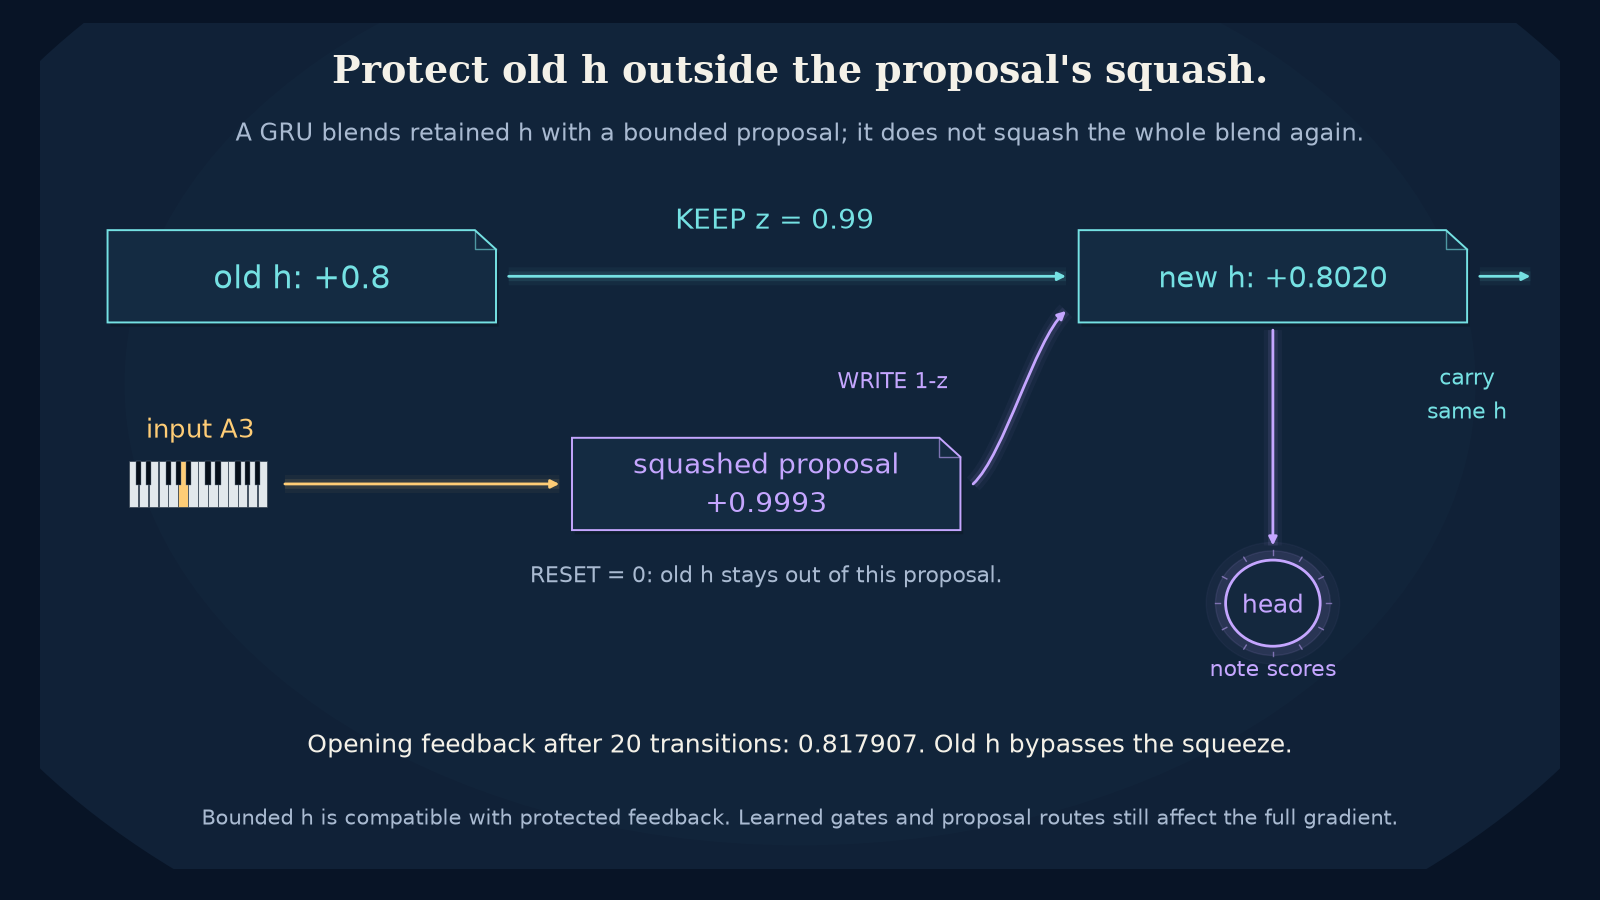 Protect old h outside the proposal's squash.
A GRU blends retained h with a bounded proposal; it does not squash the whole blend again.
KEEP z = 0.99
old h: +0.8
new h: +0.8020
WRITE 1-z
carry
same h
input A3
squashed proposal
+0.9993
RESET = 0: old h stays out of this proposal.
head
note scores
Opening feedback after 20 transitions: 0.817907. Old h bypasses the squeeze.
Bounded h is compatible with protected feedback. Learned gates and proposal routes still affect the full gradient.